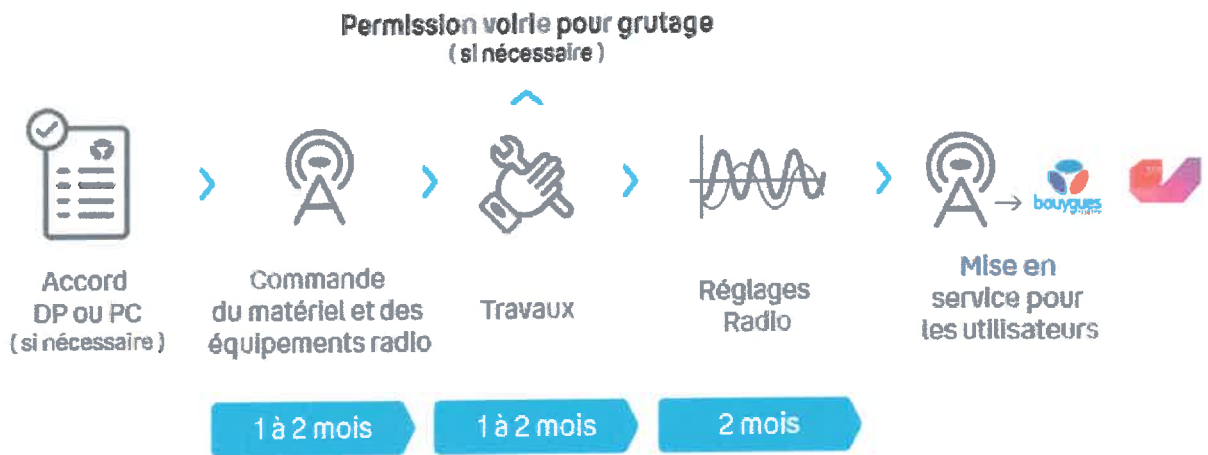 Permission voirie pour grutage
( si nécessaire )
Accord
DP ou PC
( si nécessaire )
Commande
du matériel et des
équipements radio
Travaux
Réglages
Radio
bouygues
Mise en
service pour
les utilisateurs
1 à 2 mois
1 à 2 mois
2 mois